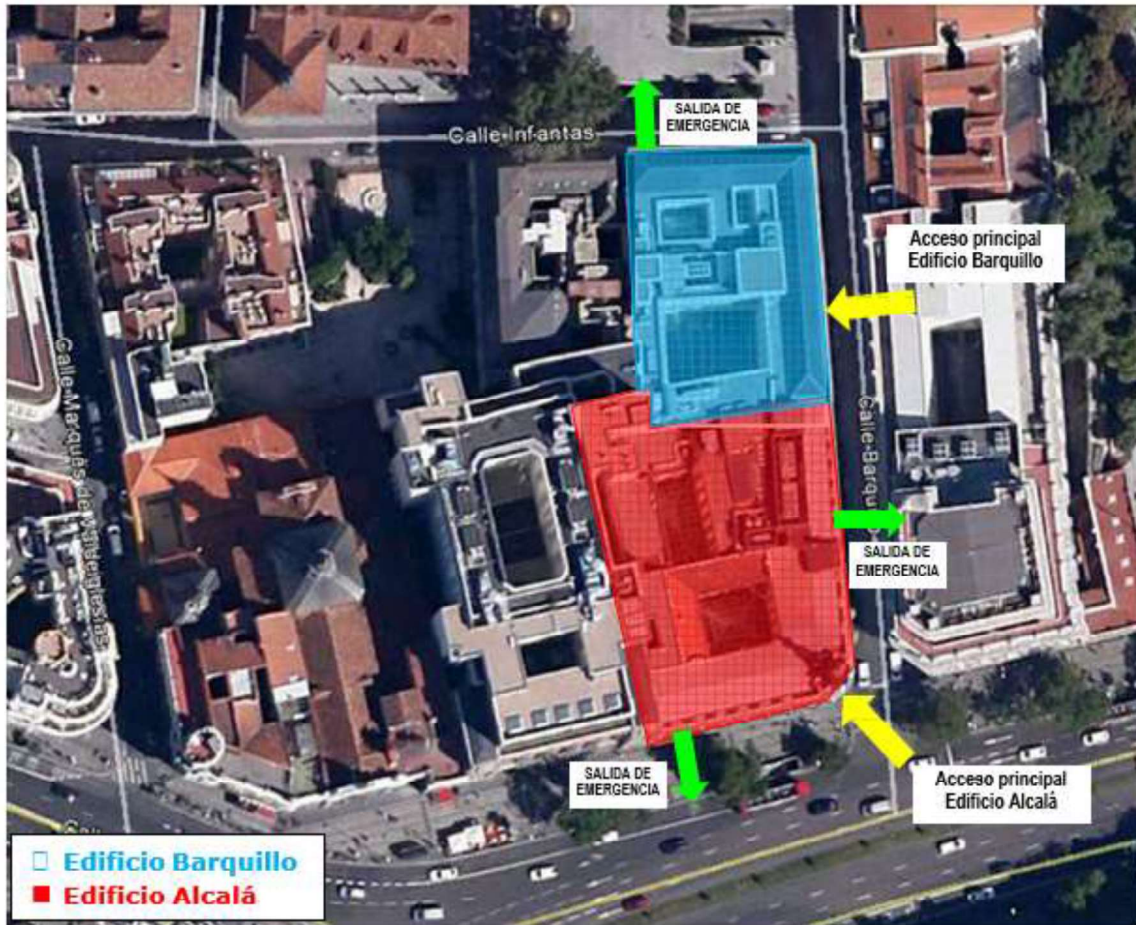 SALIDA DE
EMERGENCIA
Calle Infantas
Acceso principal
Edificio Barquillo
Calle Marqués de Valdeiglesias
Calle Barqu
SALIDA DE
EMERGENCIA
SALIDA DE
EMERGENCIA
Acceso principal
Edificio Alcalá
Edificio Barquillo
Edificio Alcalá